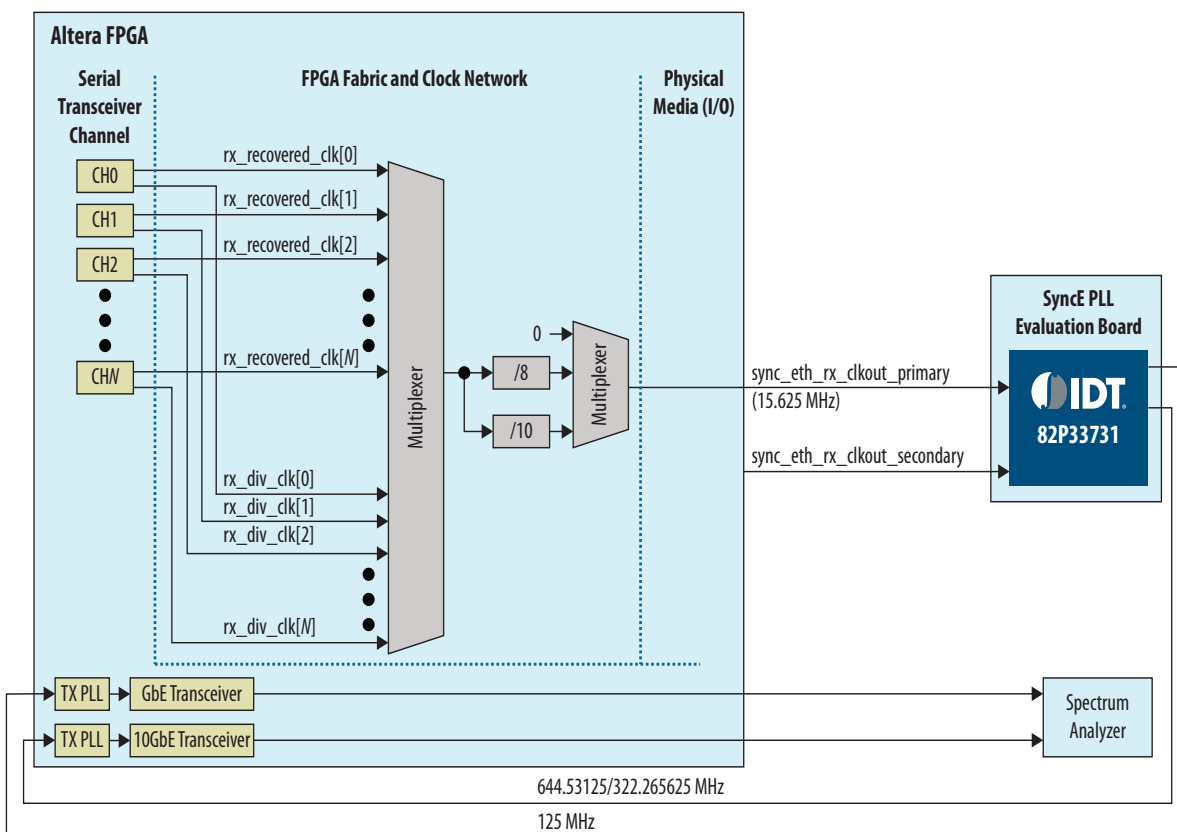 Altera FPGA
Serial
Transceiver
Channel
FPGA Fabric and Clock Network
Physical
Media (I/O)
CH0
rx_recovered_clk[0]
CH1
rx_recovered_clk[1]
CH2
rx_recovered_clk[2]
CHN
rx_recovered_clk[N]
Multiplexer
0
/8
/10
Multiplexer
rx_div_clk[0]
rx_div_clk[1]
rx_div_clk[2]
rx_div_clk[N]
sync_eth_rx_clkout_primary
(15.625 MHz)
sync_eth_rx_clkout_secondary
SyncE PLL
Evaluation Board
IDT.
82P33731
TX PLL
GbE Transceiver
TX PLL
10GbE Transceiver
Spectrum
Analyzer
644.53125/322.265625 MHz
125 MHz